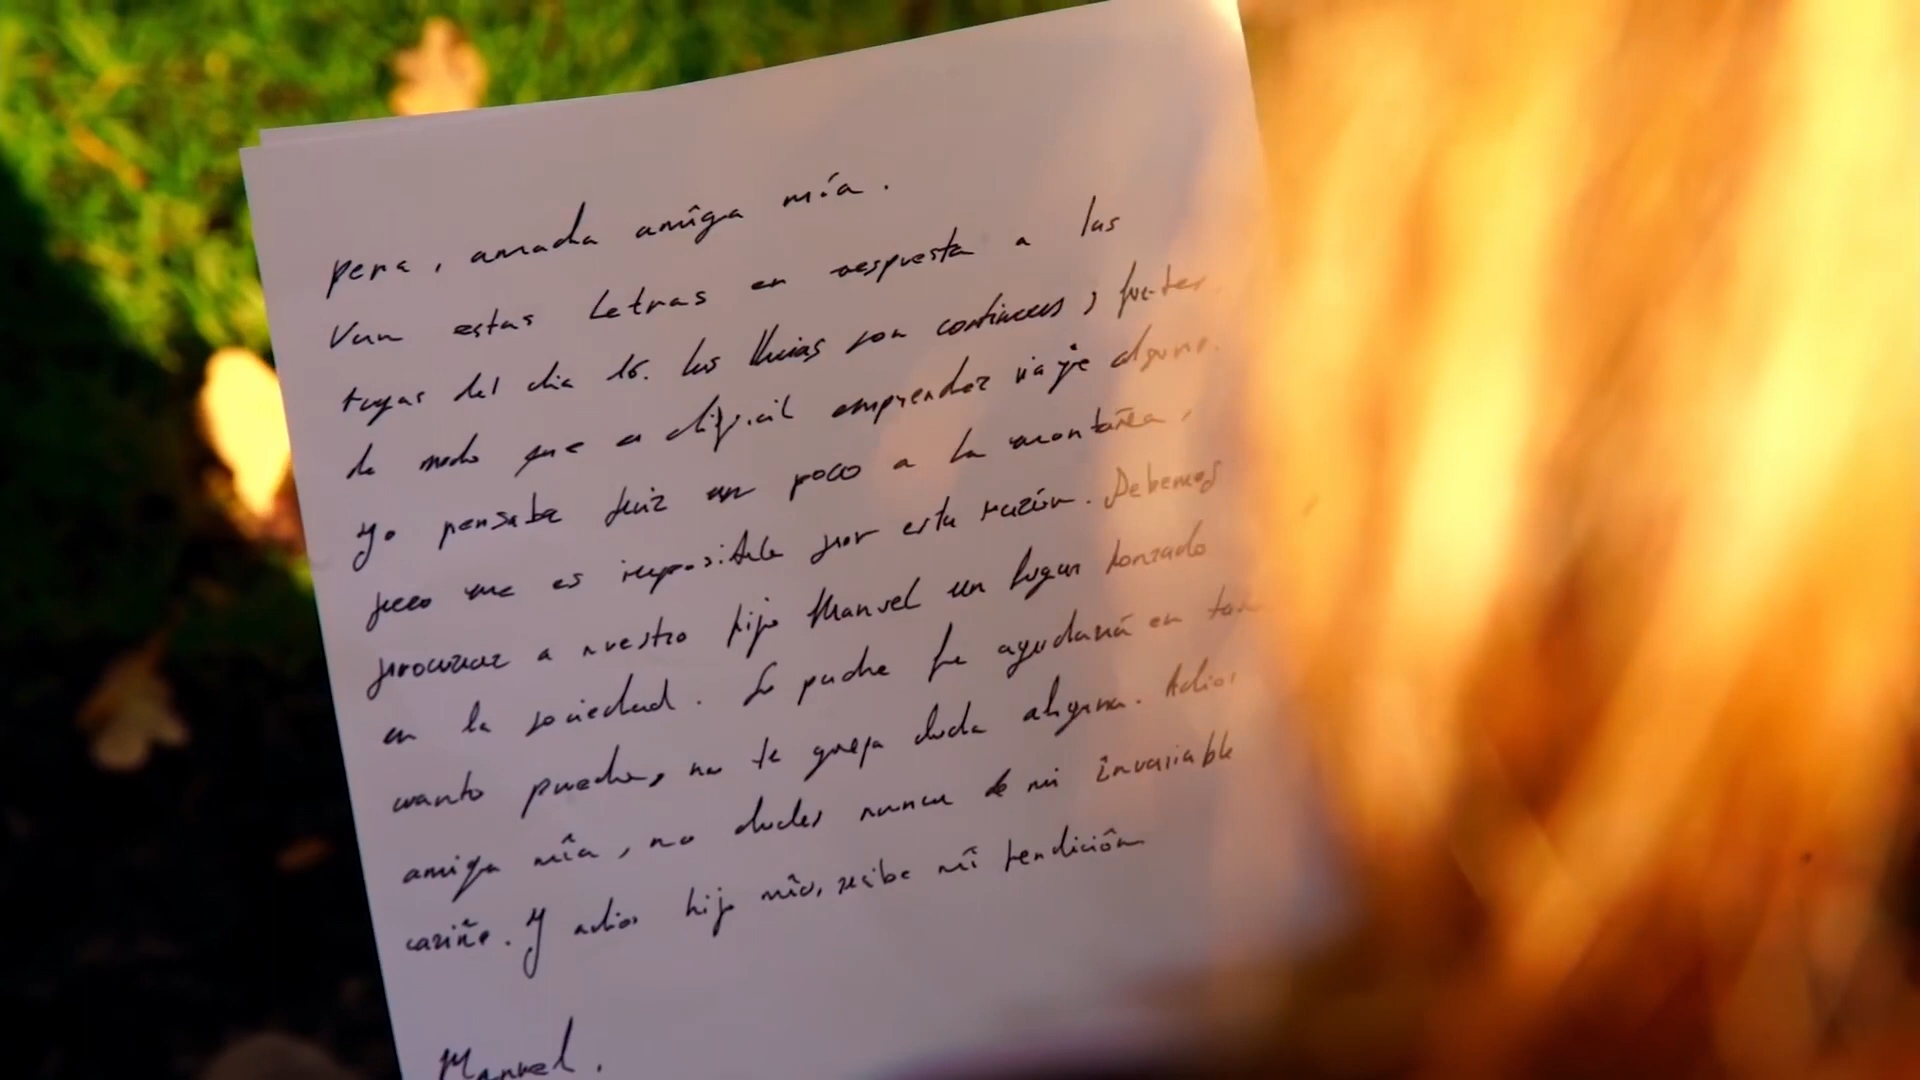 Pepa, amada amiga mía.
Van estas letras en respuesta a las
tuyas del día 16. Las lluvias son continuas y fuertes
de modo que es difícil emprender viaje alguno.
Yo pensaba huir un poco a la montaña,
pero me es imposible por esta razón. Debemos
procurar a nuestro hijo Manuel un lugar honrado
en la sociedad. Su padre le ayudará en
cuanto pueda, no te quepa duda alguna. Adios
amiga mía, no dudes nunca de mi invariable
cariño. Y adios hijo mío, recibe mi bendición
Manuel.